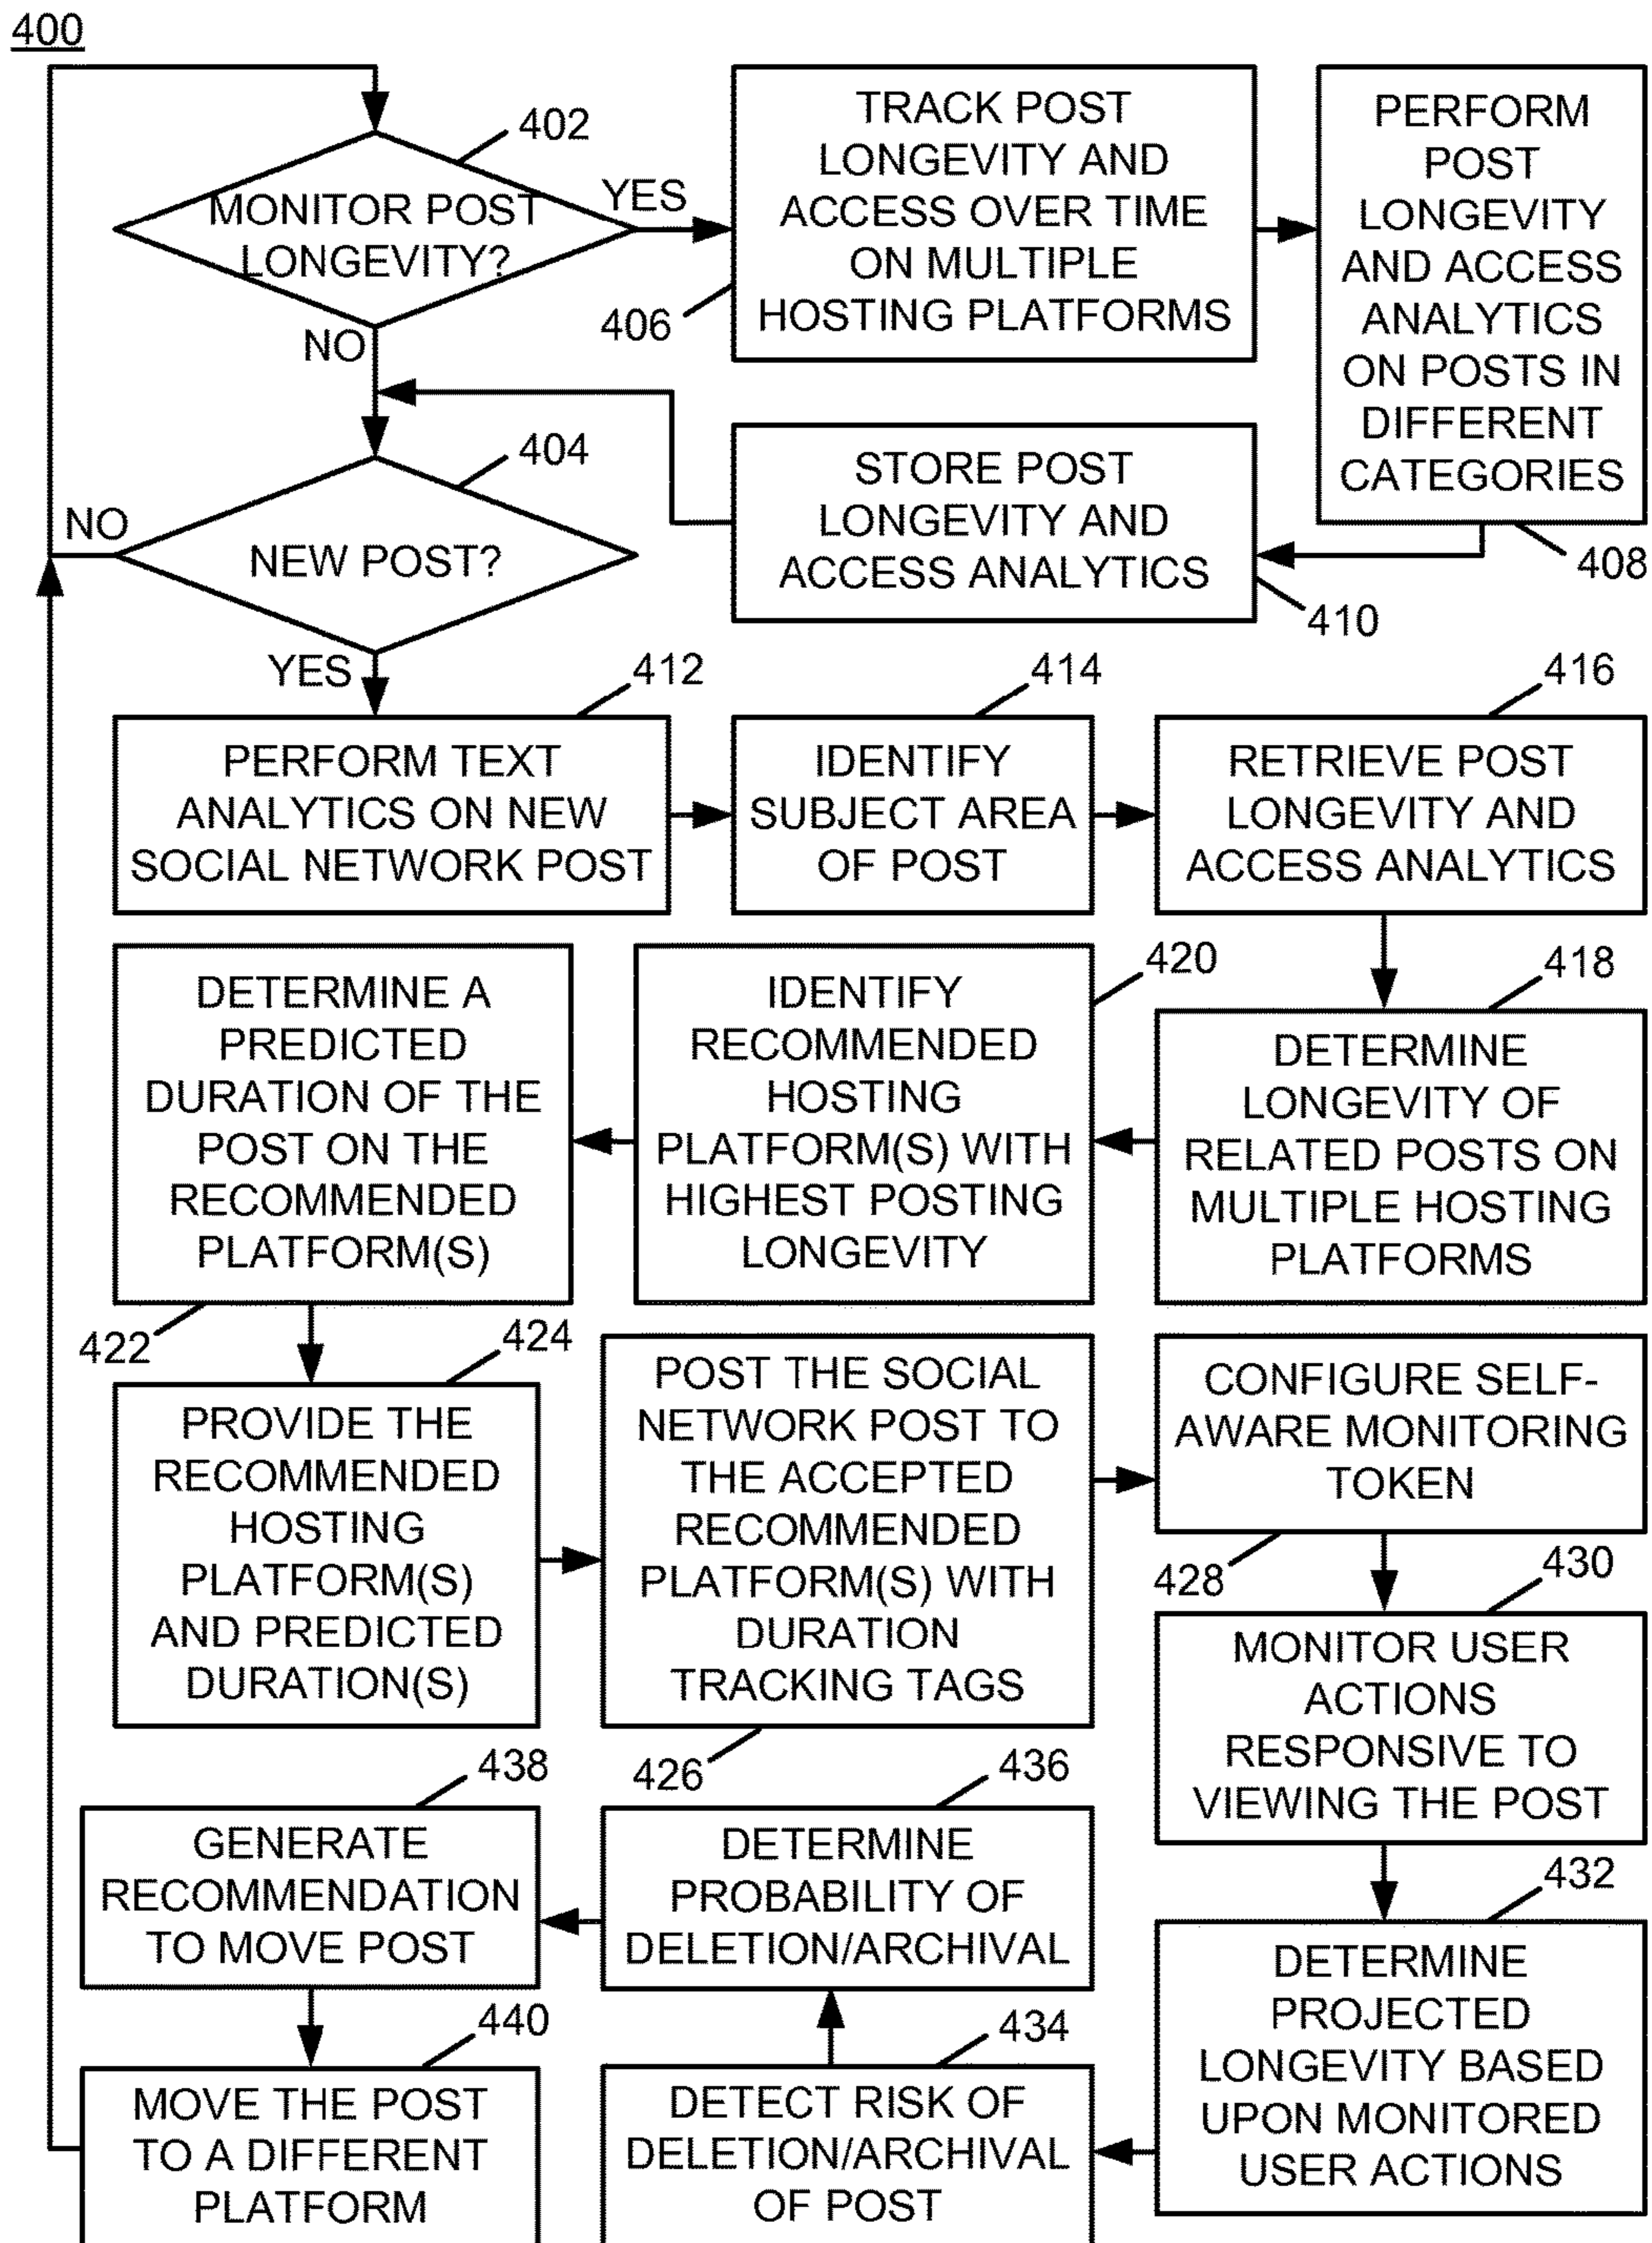 400
402
MONITOR POST
LONGEVITY?
YES
NO
TRACK POST
LONGEVITY AND
ACCESS OVER TIME
ON MULTIPLE
HOSTING PLATFORMS
406
PERFORM
POST
LONGEVITY
AND ACCESS
ANALYTICS
ON POSTS IN
DIFFERENT
CATEGORIES
408
STORE POST
LONGEVITY AND
ACCESS ANALYTICS
410
404
NEW POST?
NO
YES
412
PERFORM TEXT
ANALYTICS ON NEW
SOCIAL NETWORK POST
414
IDENTIFY
SUBJECT AREA
OF POST
416
RETRIEVE POST
LONGEVITY AND
ACCESS ANALYTICS
418
DETERMINE
LONGEVITY OF
RELATED POSTS ON
MULTIPLE HOSTING
PLATFORMS
420
IDENTIFY
RECOMMENDED
HOSTING
PLATFORM(S) WITH
HIGHEST POSTING
LONGEVITY
DETERMINE A
PREDICTED
DURATION OF THE
POST ON THE
RECOMMENDED
PLATFORM(S)
422
424
PROVIDE THE
RECOMMENDED
HOSTING
PLATFORM(S)
AND PREDICTED
DURATION(S)
POST THE SOCIAL
NETWORK POST TO
THE ACCEPTED
RECOMMENDED
PLATFORM(S) WITH
DURATION
TRACKING TAGS
426
CONFIGURE SELF-
AWARE MONITORING
TOKEN
428
430
MONITOR USER
ACTIONS
RESPONSIVE TO
VIEWING THE POST
432
DETERMINE
PROJECTED
LONGEVITY BASED
UPON MONITORED
USER ACTIONS
434
DETECT RISK OF
DELETION/ARCHIVAL
OF POST
436
DETERMINE
PROBABILITY OF
DELETION/ARCHIVAL
438
GENERATE
RECOMMENDATION
TO MOVE POST
440
MOVE THE POST
TO A DIFFERENT
PLATFORM